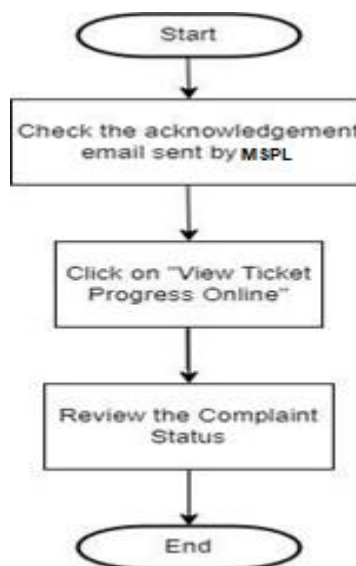 Start
Check the acknowledgement
email sent by MSPL
Click on "View Ticket
Progress Online"
Review the Complaint
Status
End